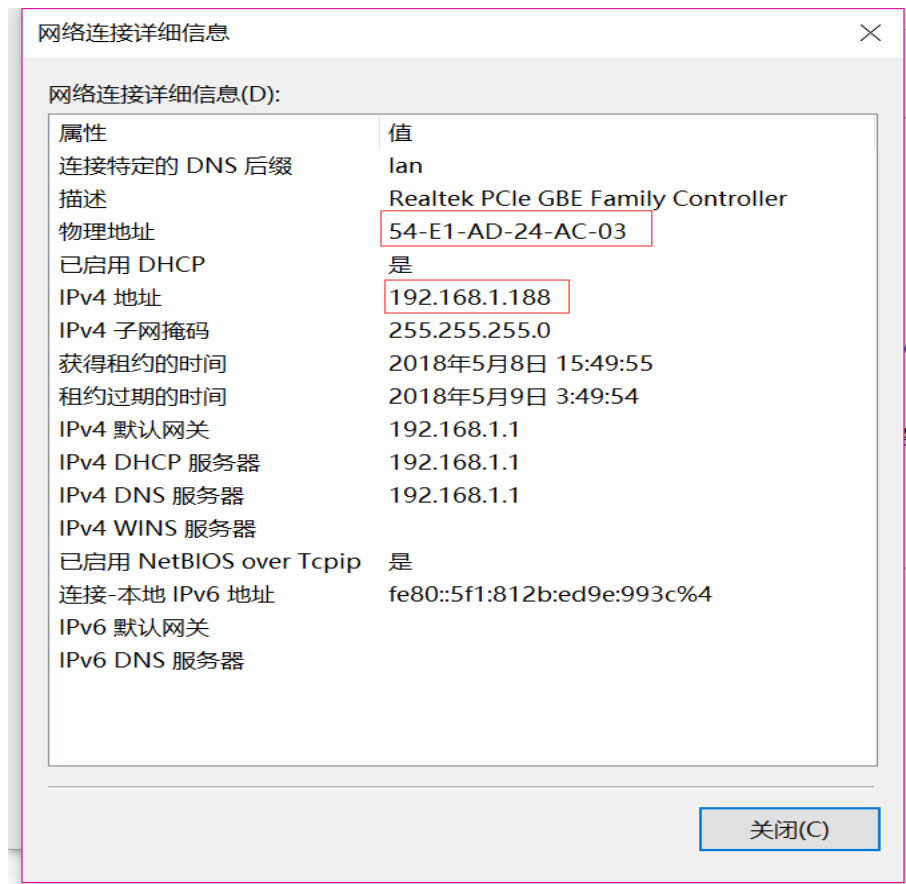 网络连接详细信息
网络连接详细信息(D):
属性 值
连接特定的 DNS 后缀 lan
描述 Realtek PCIe GBE Family Controller
物理地址 54-E1-AD-24-AC-03
已启用 DHCP 是
IPv4 地址 192.168.1.188
IPv4 子网掩码 255.255.255.0
获得租约的时间 2018年5月8日 15:49:55
租约过期的时间 2018年5月9日 3:49:54
IPv4 默认网关 192.168.1.1
IPv4 DHCP 服务器 192.168.1.1
IPv4 DNS 服务器 192.168.1.1
IPv4 WINS 服务器
已启用 NetBIOS over Tcpip 是
连接-本地 IPv6 地址 fe80::5f1:812b:ed9e:993c%4
IPv6 默认网关
IPv6 DNS 服务器
关闭(C)